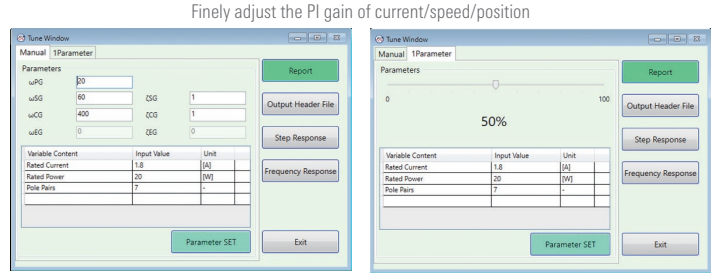 Finely adjust the PI gain of current/speed/position
Tune Window
Manual 1Parameter
Parameters
ωPG 20
ωSG 60 ζSG 1
ωCG 400 ζCG 1
ωEG 0 ζEG 0
Variable Content Input Value Unit
Rated Current 1.8 [A]
Rated Power 20 [W]
Pole Pairs 7 -
Parameter SET
Report
Output Header File
Step Response
Frequency Response
Exit
Tune Window
Manual 1Parameter
Parameters
0 100
50%
Variable Content Input Value Unit
Rated Current 1.8 [A]
Rated Power 20 [W]
Pole Pairs 7 -
Parameter SET
Report
Output Header File
Step Response
Frequency Response
Exit